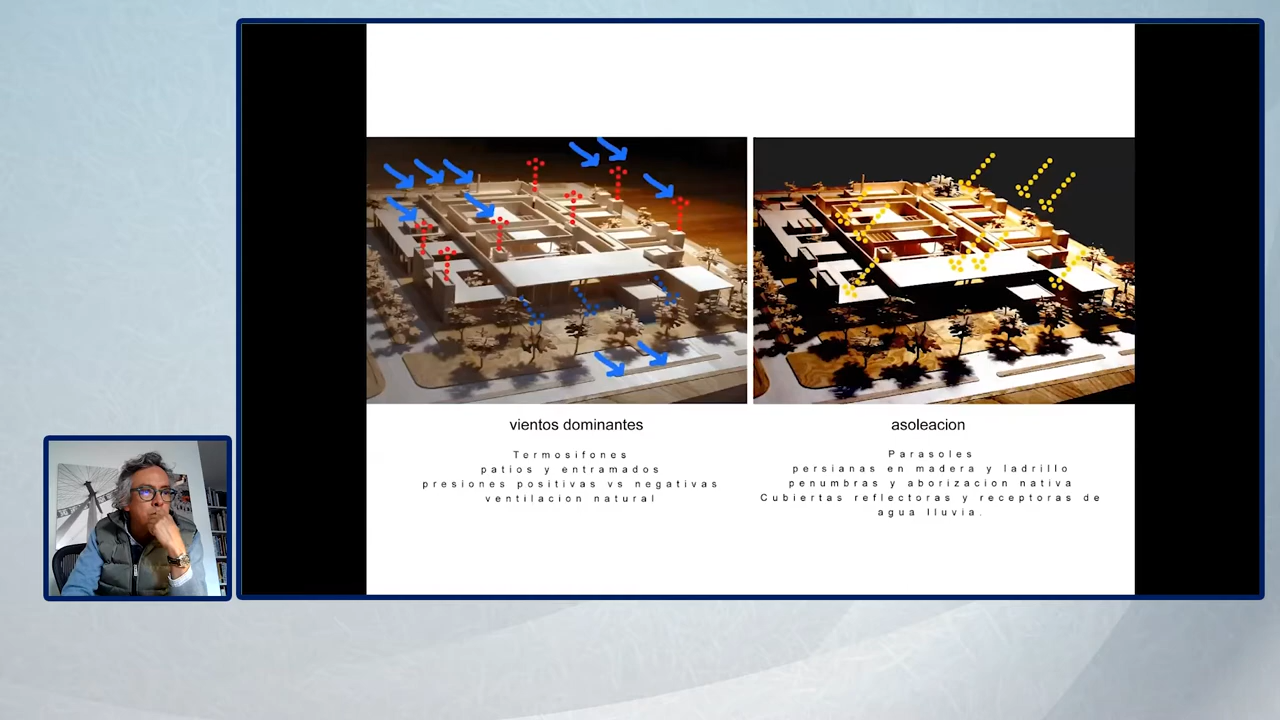 vientos dominantes
Termosifones
patios y entramados
presiones positivas vs negativas
ventilacion natural
asoleacion
Parasoles
persianas en madera y ladrillo
penumbras y aborizacion nativa
Cubiertas reflectoras y receptoras de
agua lluvia.